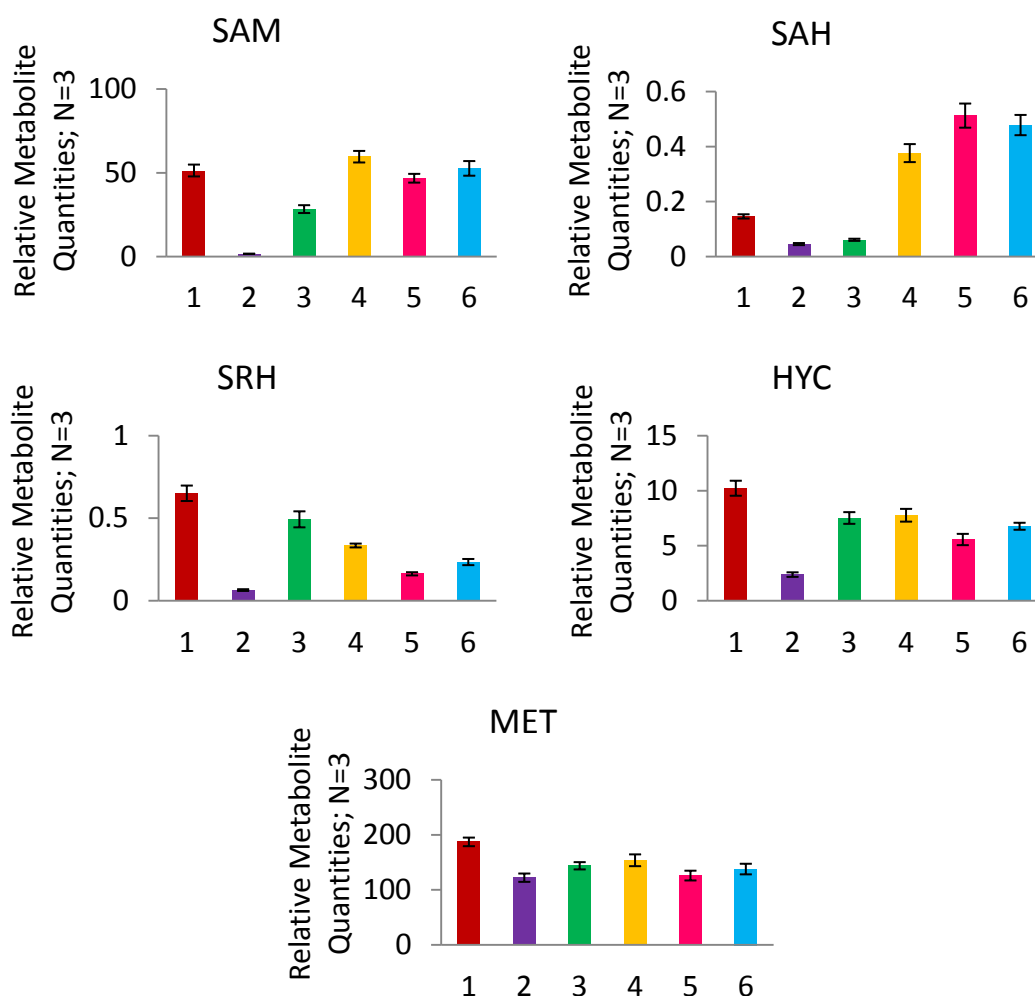 SAM
Relative Metabolite
Quantities; N=3
100
50
0
1 2 3 4 5 6
SAH
Relative Metabolite
Quantities; N=3
0.6
0.4
0.2
0
1 2 3 4 5 6
SRH
Relative Metabolite
Quantities; N=3
1
0.5
0
1 2 3 4 5 6
HYC
Relative Metabolite
Quantities; N=3
15
10
5
0
1 2 3 4 5 6
MET
Relative Metabolite
Quantities; N=3
300
200
100
0
1 2 3 4 5 6